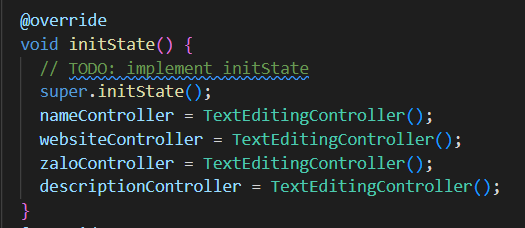 @override
void initState() {
// TODO: implement initState
super.initState();
nameController = TextEditingController();
websiteController = TextEditingController();
zaloController = TextEditingController();
descriptionController = TextEditingController();
}